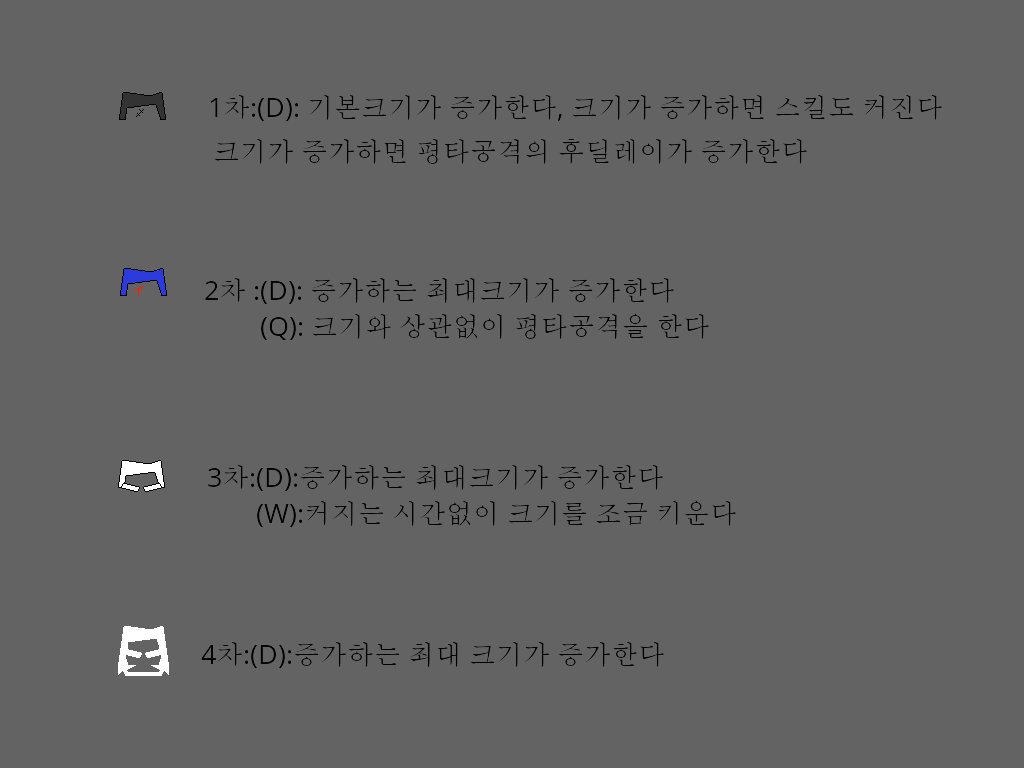 1차:(D): 기본크기가 증가한다, 크기가 증가하면 스킬도 커진다
크기가 증가하면 평타공격의 후딜레이가 증가한다
2차 :(D): 증가하는 최대크기가 증가한다
(Q): 크기와 상관없이 평타공격을 한다
3차:(D):증가하는 최대크기가 증가한다
(W):커지는 시간없이 크기를 조금 키운다
4차:(D):증가하는 최대 크기가 증가한다